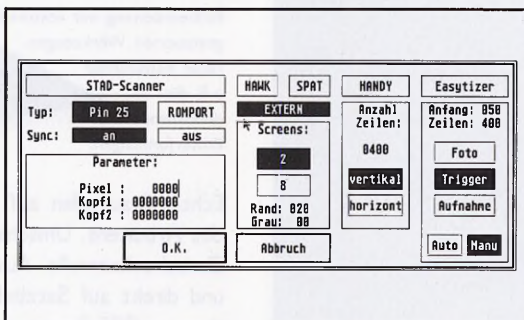 STAD-Scanner
Typ: Pin 25 ROMPORT
Sync: an aus
Parameter:
Pixel : 0000
Kopf1 : 0000000
Kopf2 : 0000000
HAWK SPAT
EXTERN
Screens:
2
8
Rand: 020
Grau: 00
HANDY
Anzahl
Zeilen:
0400
vertikal
horizont
Easytizer
Anfang: 050
Zeilen: 400
Foto
Trigger
Aufnahme
Auto Manu
O.K. Abbruch